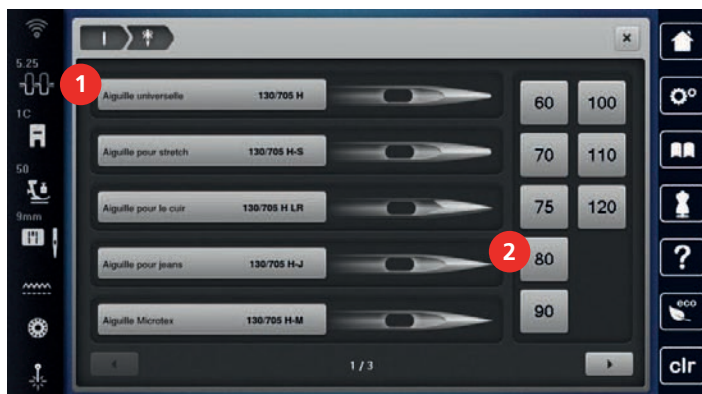 5.25
1
1C
50
9mm
Aiguille universelle 130/705 H
Aiguille pour stretch 130/705 H-S
Aiguille pour le cuir 130/705 H LR
Aiguille pour jeans 130/705 H-J
Aiguille Microtex 130/705 H-M
2
60 100
70 110
75 120
80
90
1 / 3
?
eco
clr